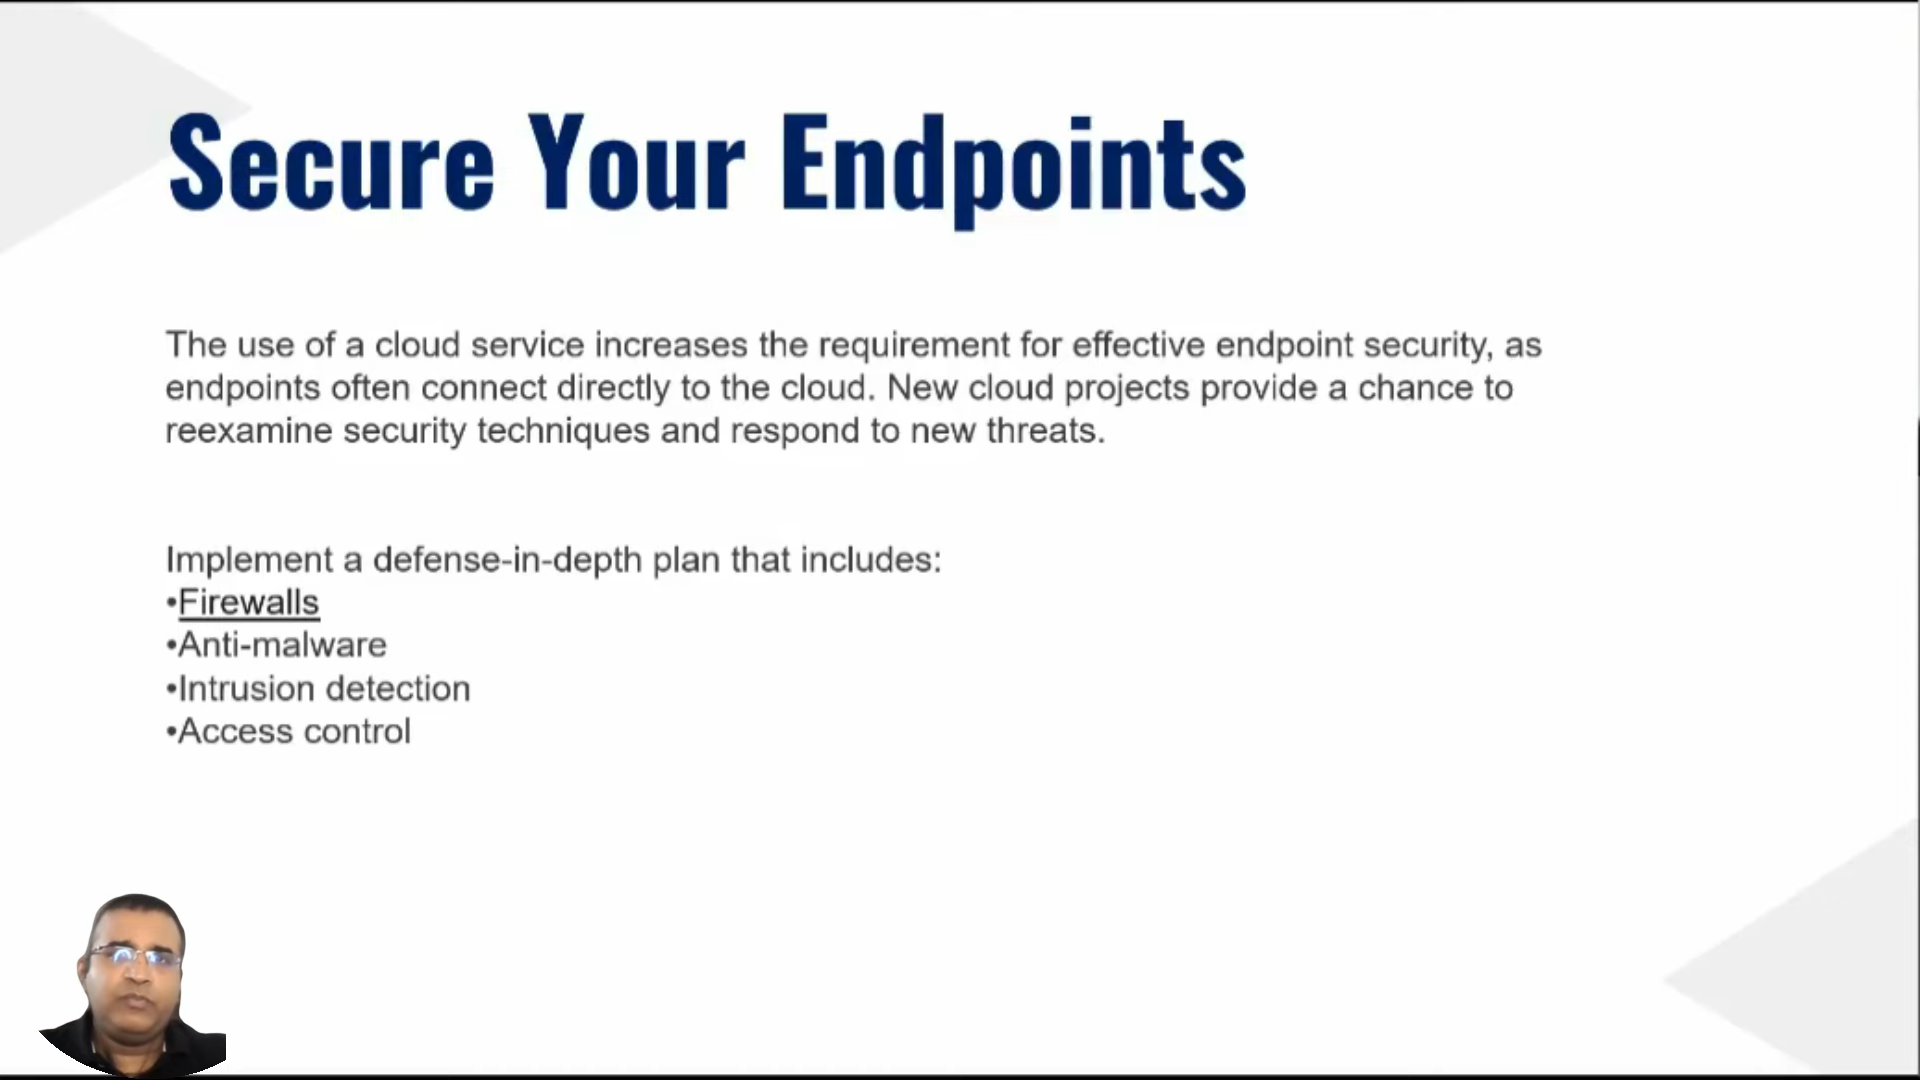 Secure Your Endpoints
The use of a cloud service increases the requirement for effective endpoint security, as
endpoints often connect directly to the cloud. New cloud projects provide a chance to
reexamine security techniques and respond to new threats.
Implement a defense-in-depth plan that includes:
•Firewalls
•Anti-malware
•Intrusion detection
•Access control